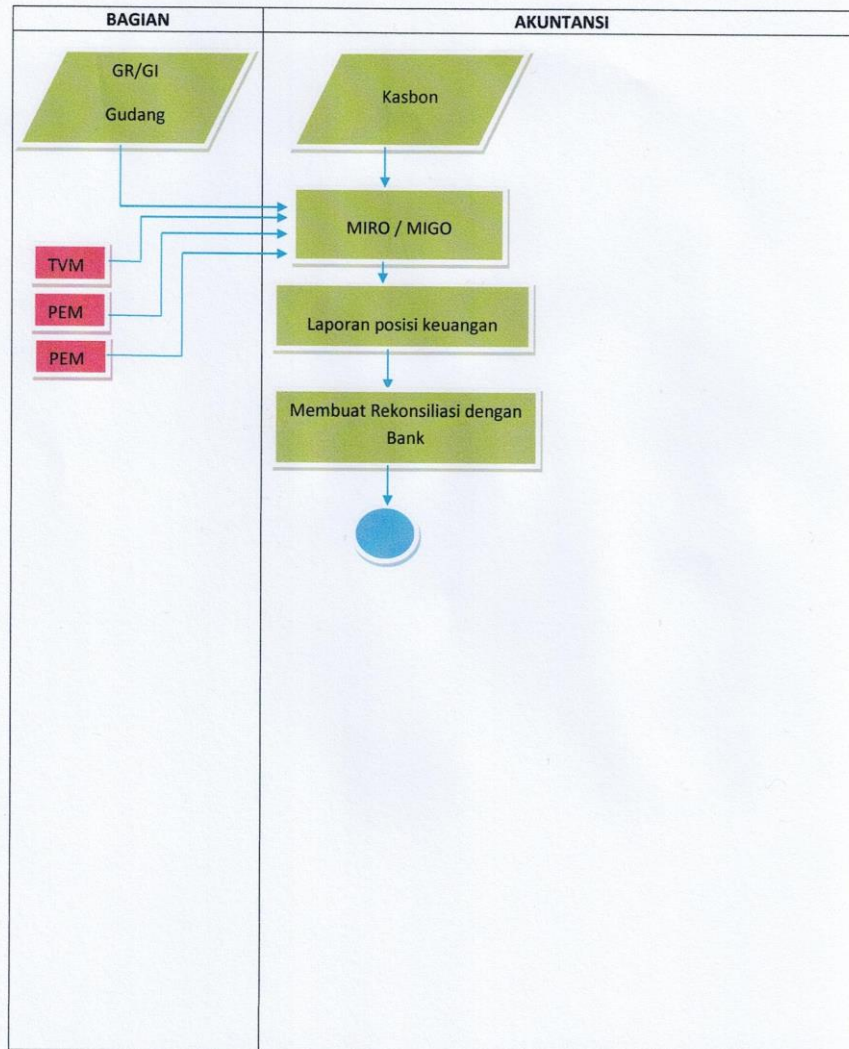 BAGIAN
AKUNTANSI
GR/GI
Gudang
Kasbon
MIRO / MIGO
TVM
PEM
PEM
Laporan posisi keuangan
Membuat Rekonsiliasi dengan
Bank